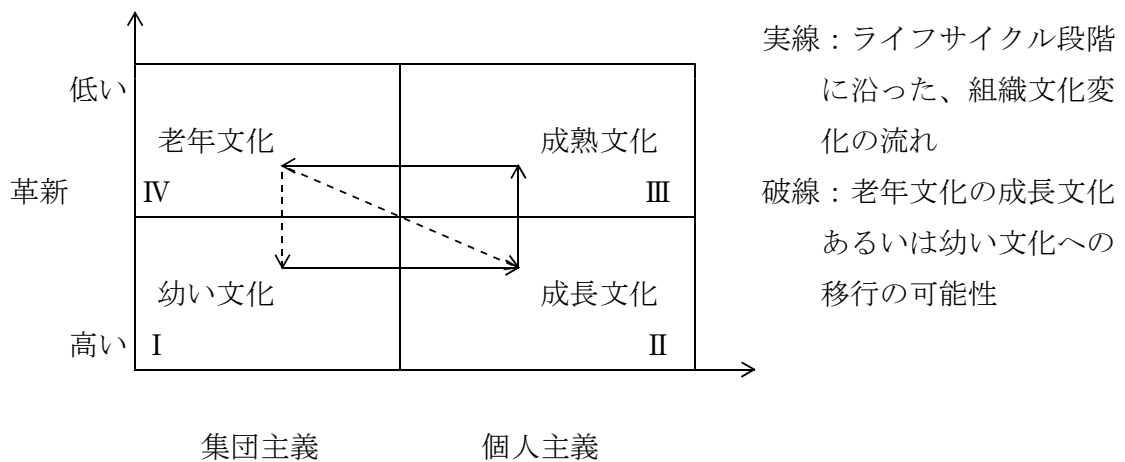 低い
革新
高い
老年文化
Ⅳ
成熟文化
Ⅲ
幼い文化
Ⅰ
成長文化
Ⅱ
集団主義
個人主義
実線：ライフサイクル段階
に沿った、組織文化変
化の流れ
破線：老年文化の成長文化
あるいは幼い文化への
移行の可能性